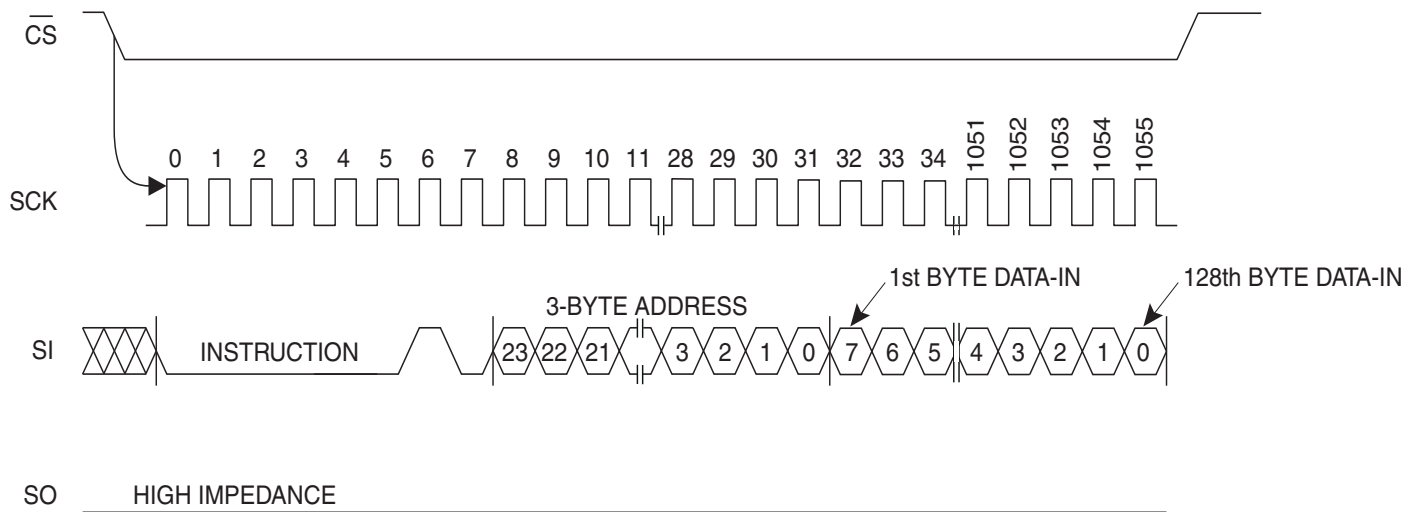 CS
0 1 2 3 4 5 6 7 8 9 10 11 28 29 30 31 32 33 34 1051 1052 1053 1054 1055
SCK
1st BYTE DATA-IN 128th BYTE DATA-IN
3-BYTE ADDRESS
SI INSTRUCTION 23 22 21 3 2 1 0 7 6 5 4 3 2 1 0
SO HIGH IMPEDANCE